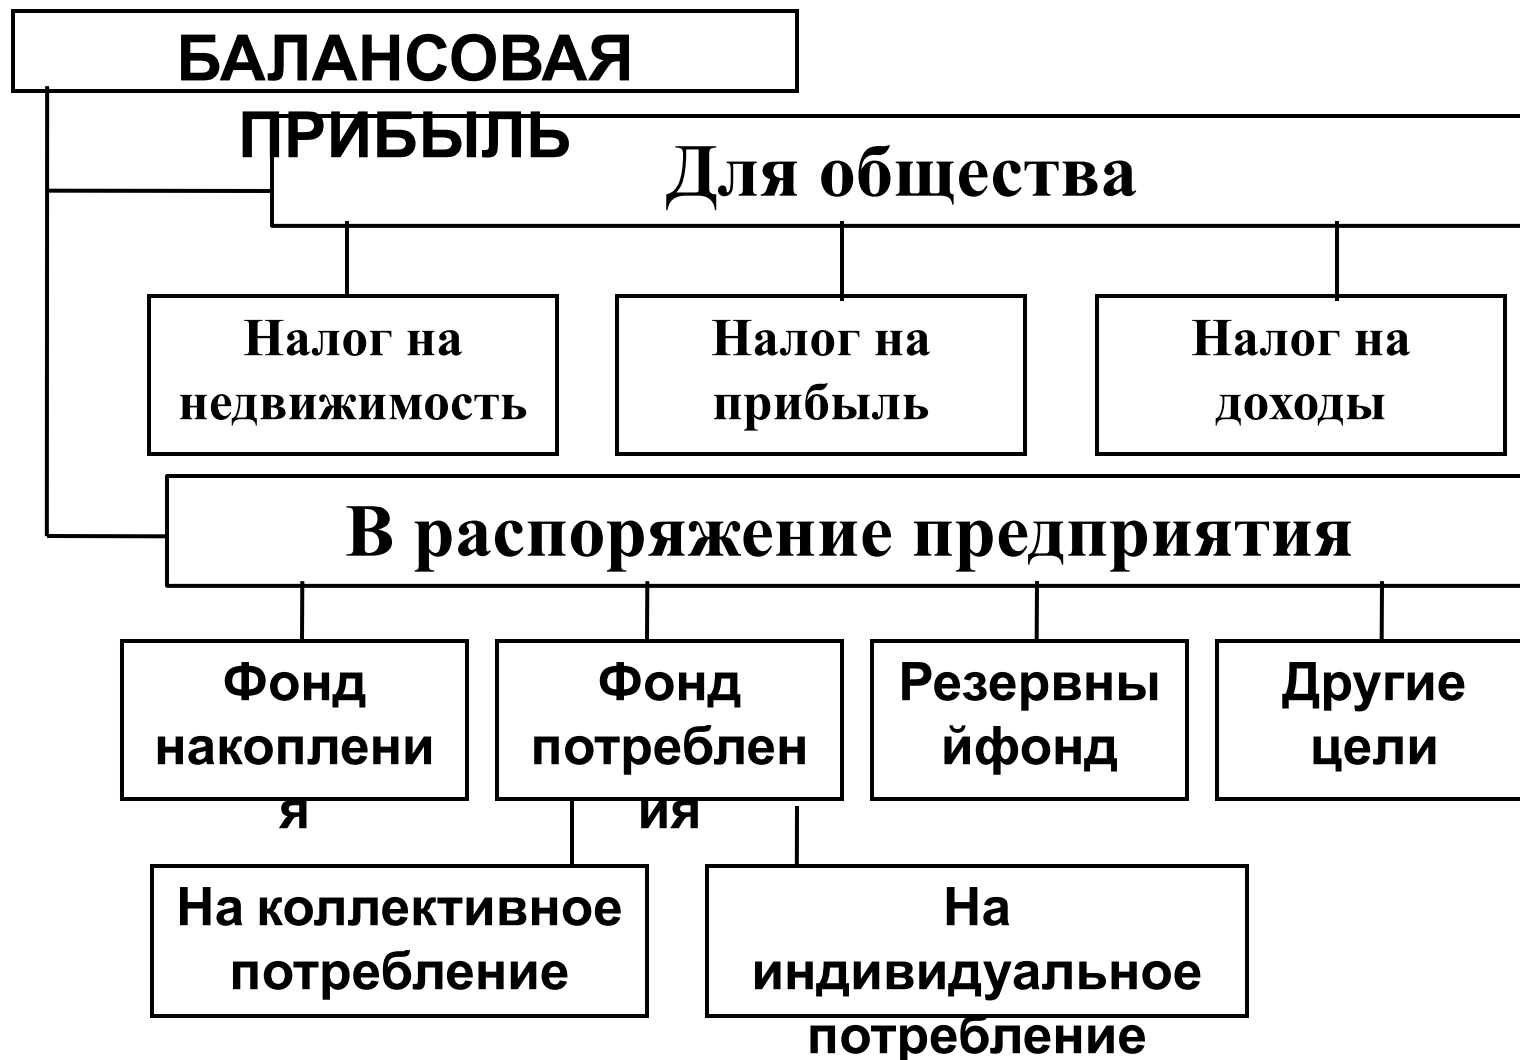 БАЛАНСОВАЯ
ПРИБЫЛЬ
Для общества
Налог на
недвижимость
Налог на
прибыль
Налог на
доходы
В распоряжение предприятия
Фонд
накоплени
я
Фонд
потреблен
ия
Резервны
йфонд
Другие
цели
На коллективное
потребление
На
индивидуальное
потребление